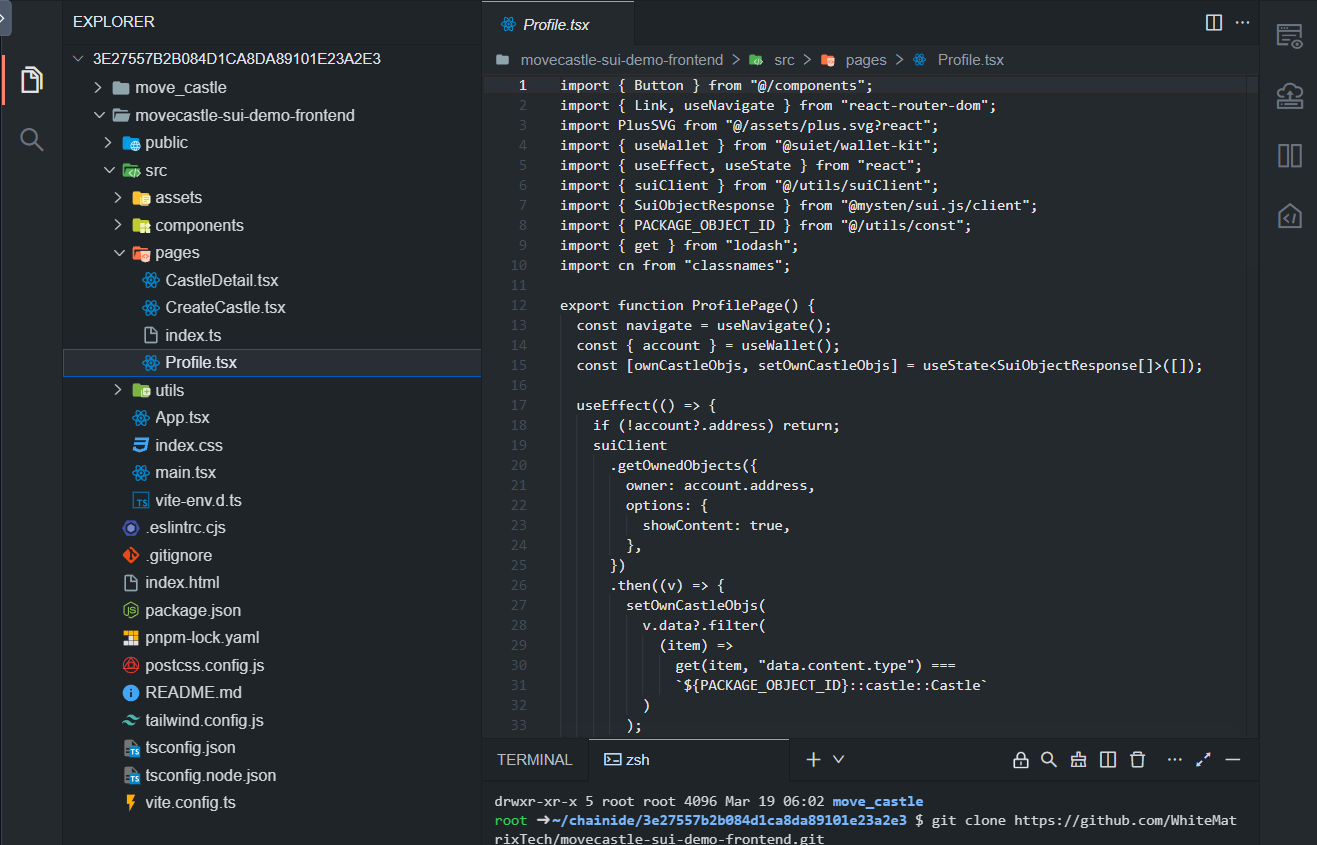 EXPLORER
3E27557B2B084D1CA8DA89101E23A2E3
move_castle
movecastle-sui-demo-frontend
public
src
assets
components
pages
CastleDetail.tsx
CreateCastle.tsx
index.ts
Profile.tsx
utils
App.tsx
index.css
main.tsx
TS vite-env.d.ts
.eslintrc.cjs
.gitignore
index.html
JS package.json
pnpm-lock.yaml
postcss.config.js
README.md
tailwind.config.js
TS tsconfig.json
TS tsconfig.node.json
vite.config.ts
Profile.tsx
movecastle-sui-demo-frontend > src > pages > Profile.tsx
1 import { Button } from "@/components";
2 import { Link, useNavigate } from "react-router-dom";
3 import PlusSVG from "@/assets/plus.svg?react";
4 import { useWallet } from "@suiet/wallet-kit";
5 import { useEffect, useState } from "react";
6 import { suiClient } from "@/utils/suiClient";
7 import { SuiObjectResponse } from "@mysten/sui.js/client";
8 import { PACKAGE_OBJECT_ID } from "@/utils/const";
9 import { get } from "lodash";
10 import cn from "classnames";
11
12 export function ProfilePage() {
13 const navigate = useNavigate();
14 const { account } = useWallet();
15 const [ownCastleObjs, setOwnCastleObjs] = useState<SuiObjectResponse[]>([]);
16
17 useEffect(() => {
18 if (!account?.address) return;
19 suiClient
20 .getOwnedObjects({
21 owner: account.address,
22 options: {
23 showContent: true,
24 },
25 })
26 .then((v) => {
27 setOwnCastleObjs(
28 v.data?.filter(
29 (item) =>
30 get(item, "data.content.type") ===
31 `${PACKAGE_OBJECT_ID}::castle::Castle`
32 )
33 );
TERMINAL
zsh
drwxr-xr-x 5 root root 4096 Mar 19 06:02 move_castle
root ➜~/chainide/3e27557b2b084d1ca8da89101e23a2e3 $ git clone https://github.com/WhiteMat
rixTech/movecastle-sui-demo-frontend.git